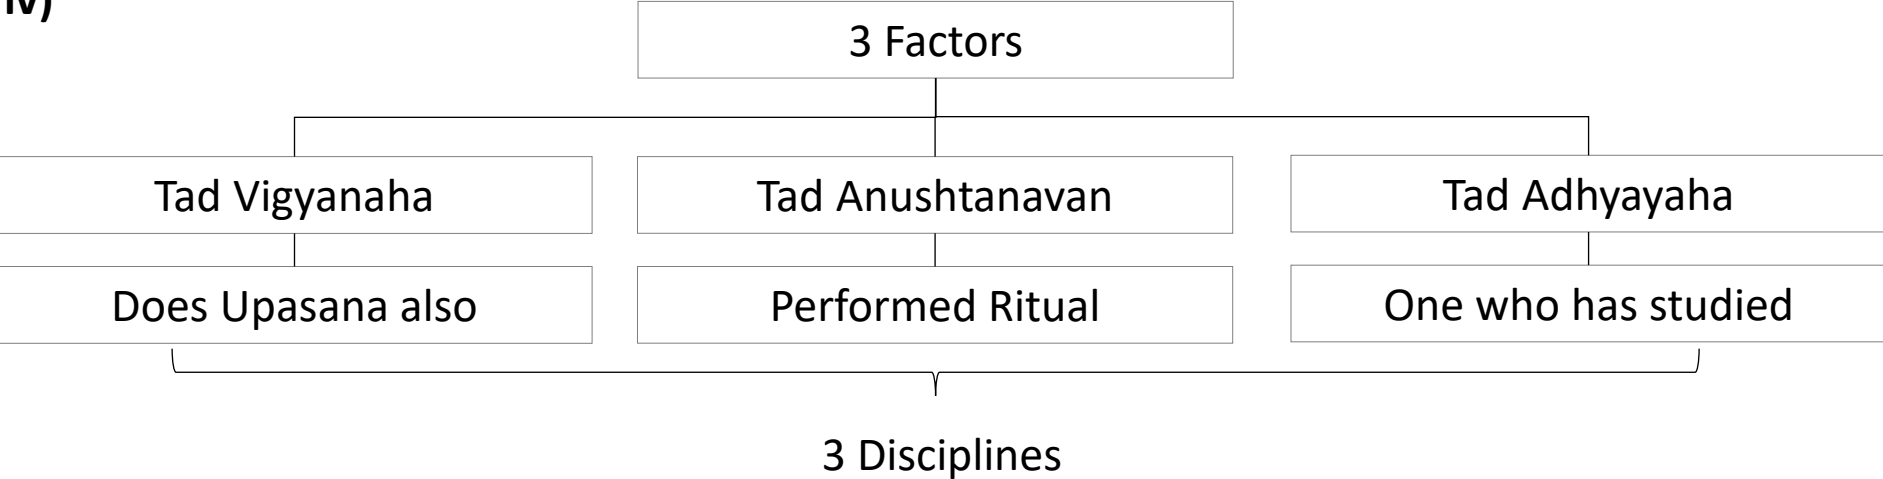 iv)
3 Factors
Tad Vigyanaha
Tad Anushtanavan
Tad Adhyayaha
Does Upasana also
Performed Ritual
One who has studied
3 Disciplines